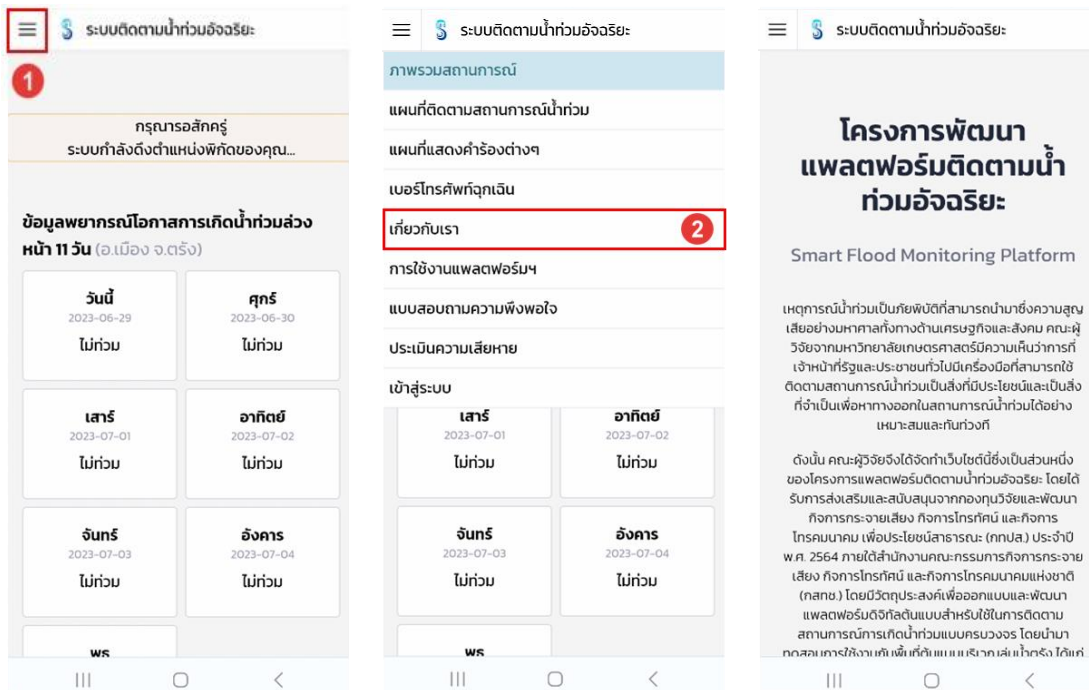 ระบบติดตามน้ำท่วมอัจฉริยะ
1
กรุณารอสักครู่
ระบบกำลังดึงตำแหน่งพิกัดของคุณ...
ข้อมูลพยากรณ์โอกาสการเกิดน้ำท่วมล่วง
หน้า 11 วัน (อ.เมือง จ.ตรัง)
วันนี้
2023-06-29
ไม่ท่วม
ศุกร์
2023-06-30
ไม่ท่วม
เสาร์
2023-07-01
ไม่ท่วม
อาทิตย์
2023-07-02
ไม่ท่วม
จันทร์
2023-07-03
ไม่ท่วม
อังคาร
2023-07-04
ไม่ท่วม
พุธ
ระบบติดตามน้ำท่วมอัจฉริยะ
ภาพรวมสถานการณ์
แผนที่ติดตามสถานการณ์น้ำท่วม
แผนที่แสดงคำร้องต่างๆ
เบอร์โทรศัพท์ฉุกเฉิน
เกี่ยวกับเรา
2
การใช้งานแพลตฟอร์มฯ
แบบสอบถามความพึงพอใจ
ประเมินความเสียหาย
เข้าสู่ระบบ
เสาร์
2023-07-01
ไม่ท่วม
อาทิตย์
2023-07-02
ไม่ท่วม
จันทร์
2023-07-03
ไม่ท่วม
อังคาร
2023-07-04
ไม่ท่วม
พุธ
ระบบติดตามน้ำท่วมอัจฉริยะ
โครงการพัฒนา
แพลตฟอร์มติดตามน้ำ
ท่วมอัจฉริยะ
Smart Flood Monitoring Platform
เหตุการณ์น้ำท่วมเป็นภัยพิบัติที่สามารถนำมาซึ่งความสูญ
เสียอย่างมหาศาลทั้งทางด้านเศรษฐกิจและสังคม คณะผู้
วิจัยจากมหาวิทยาลัยเกษตรศาสตร์มีความเห็นว่าการที่
เจ้าหน้าที่รัฐและประชาชนทั่วไปมีเครื่องมือที่สามารถใช้
ติดตามสถานการณ์น้ำท่วมเป็นสิ่งที่มีประโยชน์และเป็นสิ่ง
ที่จำเป็นเพื่อหาทางออกในสถานการณ์น้ำท่วมได้อย่าง
เหมาะสมและทันท่วงที
ดังนั้น คณะผู้วิจัยจึงได้จัดทำเว็บไซต์นี้ซึ่งเป็นส่วนหนึ่ง
ของโครงการแพลตฟอร์มติดตามน้ำท่วมอัจฉริยะ โดยได้
รับการส่งเสริมและสนับสนุนจากกองทุนวิจัยและพัฒนา
กิจการกระจายเสียง กิจการโทรทัศน์ และกิจการ
โทรคมนาคม เพื่อประโยชน์สาธารณะ (กทปส.) ประจำปี
พ.ศ. 2564 ภายใต้สำนักงานคณะกรรมการกิจการกระจาย
เสียง กิจการโทรทัศน์ และกิจการโทรคมนาคมแห่งชาติ
(กสทช.) โดยมีวัตถุประสงค์เพื่อออกแบบและพัฒนา
แพลตฟอร์มดิจิทัลต้นแบบสำหรับใช้ในการติดตาม
สถานการณ์การเกิดน้ำท่วมแบบครบวงจร โดยนำมา
ทดสอบการใช้งานกับพื้นที่ต้นแบบบริเวณลุ่มน้ำตรัง ได้แก่